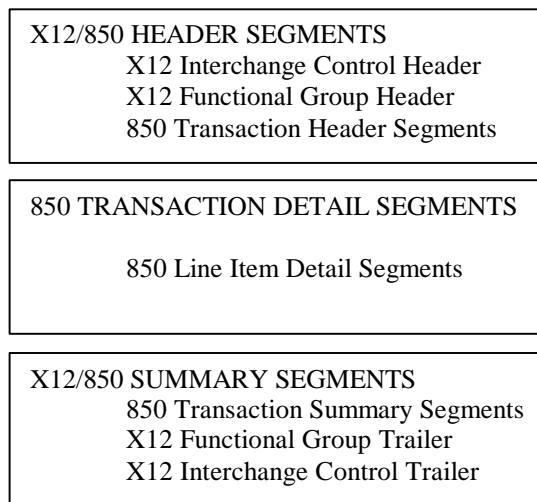 X12/850 HEADER SEGMENTS
X12 Interchange Control Header
X12 Functional Group Header
850 Transaction Header Segments
850 TRANSACTION DETAIL SEGMENTS
850 Line Item Detail Segments
X12/850 SUMMARY SEGMENTS
850 Transaction Summary Segments
X12 Functional Group Trailer
X12 Interchange Control Trailer